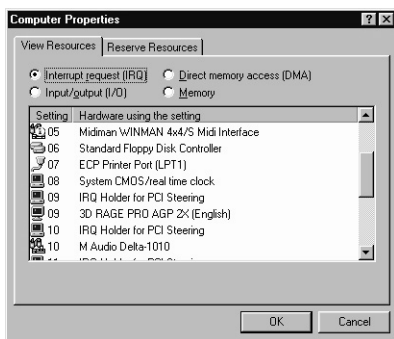 Computer Properties
View Resources Reserve Resources
Interrupt request (IRQ) Direct memory access (DMA)
Input/output (I/O) Memory
Setting Hardware using the setting
05 Midiman WINMAN 4x4/S Midi Interface
06 Standard Floppy Disk Controller
07 ECP Printer Port (LPT1)
08 System CMOS/real time clock
09 IRQ Holder for PCI Steering
09 3D RAGE PRO AGP 2X (English)
10 IRQ Holder for PCI Steering
10 M Audio Delta-1010
OK Cancel